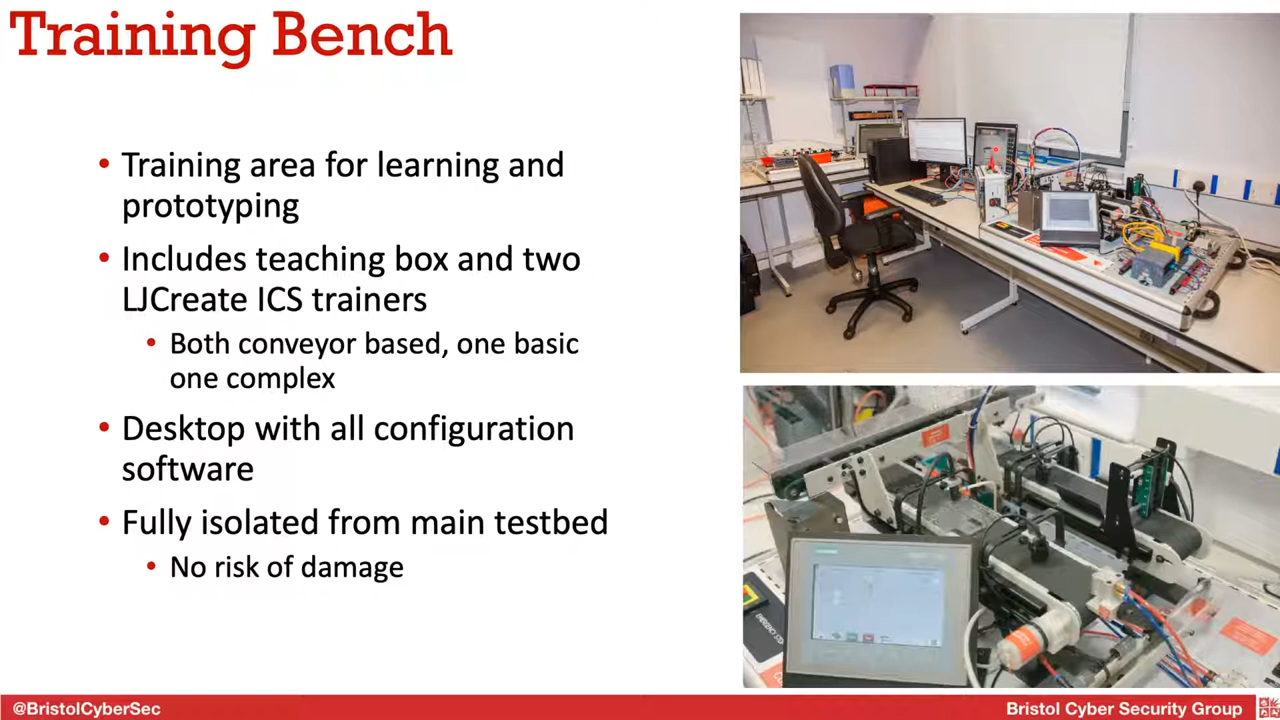 Training Bench
• Training area for learning and
prototyping
• Includes teaching box and two
LJCreate ICS trainers
• Both conveyor based, one basic
one complex
• Desktop with all configuration
software
• Fully isolated from main testbed
• No risk of damage
@BristolCyberSec
Bristol Cyber Security Group